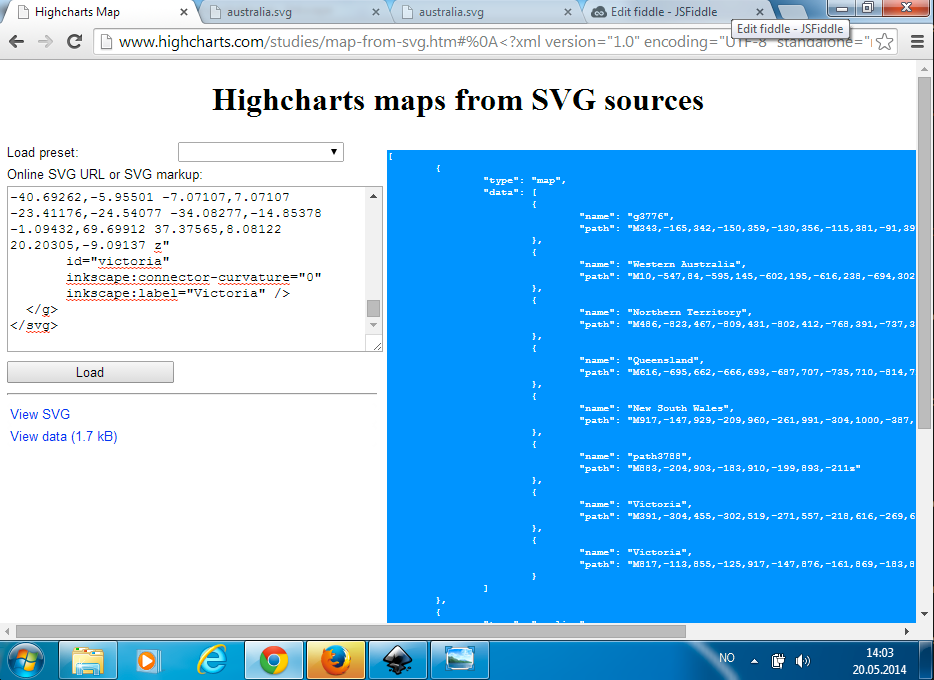 Highcharts Map
australia.svg
australia.svg
Edit fiddle - JSFiddle
Edit fiddle - JSFiddle
www.highcharts.com/studies/map-from-svg.htm#%0A<?xml version="1.0" encoding="UTF-8" standalone="
Highcharts maps from SVG sources
Load preset:
Online SVG URL or SVG markup:
-40.69262,-5.95501 -7.07107,7.07107
-23.41176,-24.54077 -34.08277,-14.85378
-1.09432,69.69912 37.37565,8.08122
20.20305,-9.09137 z"
id="victoria"
inkscape:connector-curvature="0"
inkscape:label="Victoria" />
</g>
</svg>
Load
View SVG
View data (1.7 kB)
[
{
"type": "map",
"data": [
{
"name": "g3776",
"path": "M343,-165,342,-150,359,-130,356,-115,381,-91,39
},
{
"name": "Western Australia",
"path": "M10,-547,84,-595,145,-602,195,-616,238,-694,302
},
{
"name": "Northern Territory",
"path": "M486,-823,467,-809,431,-802,412,-768,391,-737,3
},
{
"name": "Queensland",
"path": "M616,-695,662,-666,693,-687,707,-735,710,-814,7
},
{
"name": "New South Wales",
"path": "M917,-147,929,-209,960,-261,991,-304,1000,-387,
},
{
"name": "path3788",
"path": "M883,-204,903,-183,910,-199,893,-211z"
},
{
"name": "Victoria",
"path": "M391,-304,455,-302,519,-271,557,-218,616,-269,6
},
{
"name": "Victoria",
"path": "M817,-113,855,-125,917,-147,876,-161,869,-183,8
}
]
},
{
NO
14:03
20.05.2014